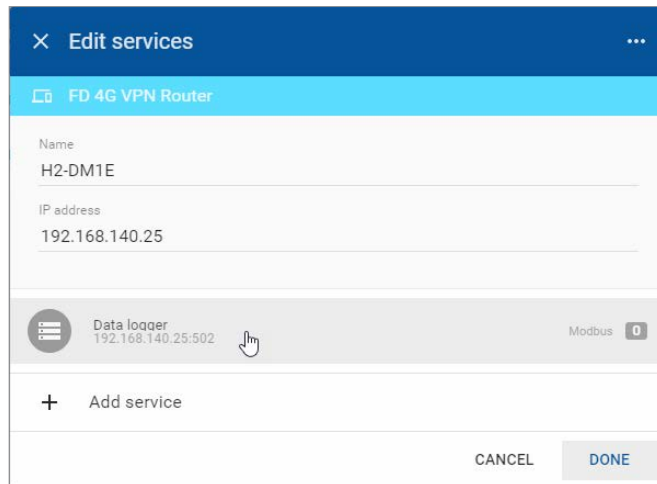 Edit services
FD 4G VPN Router
Name
H2-DM1E
IP address
192.168.140.25
Data logger
192.168.140.25:502
Modbus 0
Add service
CANCEL DONE